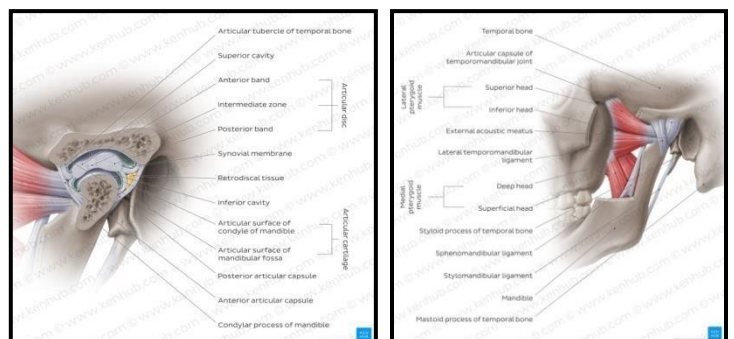 Articular tubercle of temporal bone
Superior cavity
Anterior band
Intermediate zone
Posterior band
Articular disc
Synovial membrane
Retrodiscal tissue
Inferior cavity
Articular surface of
condyle of mandible
Articular surface of
mandibular fossa
Articular cartilage
Posterior articular capsule
Anterior articular capsule
Condylar process of mandible
Temporal bone
Articular capsule of
temporomandibular joint
Lateral
pterygoid
muscle
Superior head
Inferior head
External acoustic meatus
Lateral temporomandibular
ligament
Medial
pterygoid
muscle
Deep head
Superficial head
Styloid process of temporal bone
Sphenomandibular ligament
Stylomandibular ligament
Mandible
Mastoid process of temporal bone
© www.kenhub.com